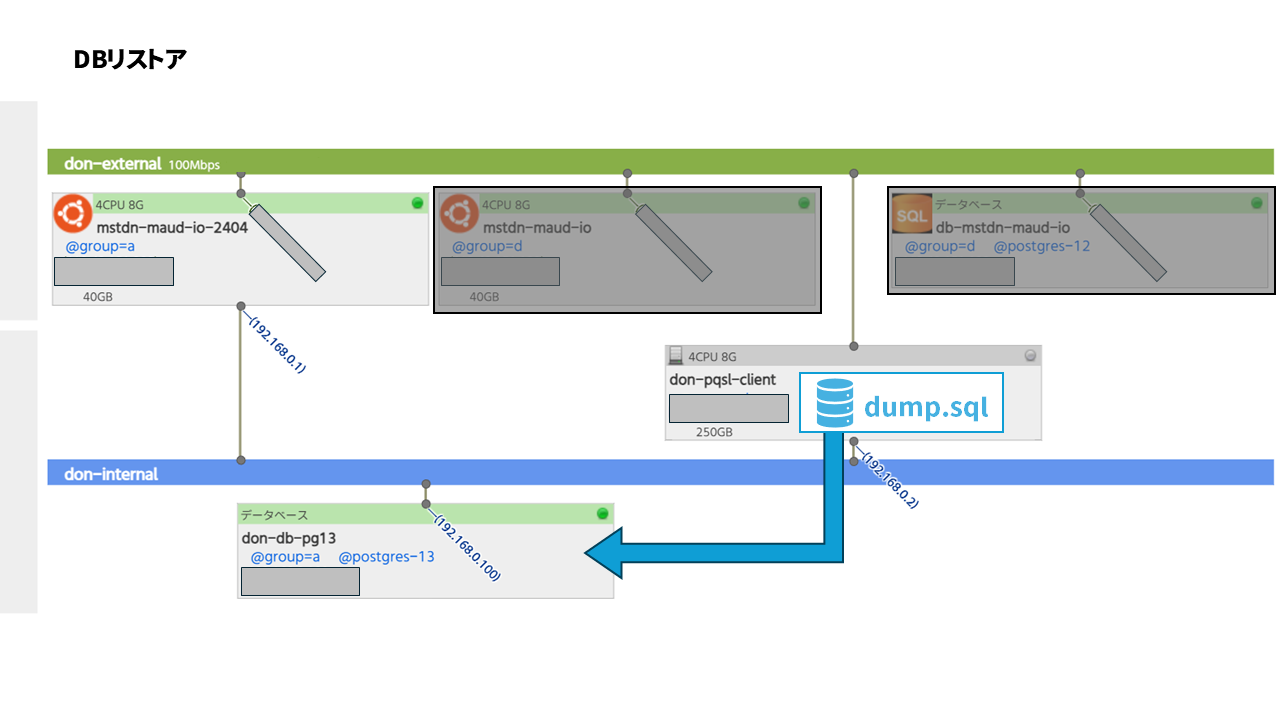 DBリストア
don-external 100Mbps
4CPU 8G
mstdn-maud-io-2404
@group=a
40GB
4CPU 8G
mstdn-maud-io
@group=d
40GB
SQL
データベース
db-mstdn-maud-io
@group=d @postgres-12
(192.168.0.1)
4CPU 8G
don-pqsl-client
250GB
dump.sql
don-internal
(192.168.0.2)
データベース
don-db-pg13
@group=a @postgres-13
(192.168.0.100)